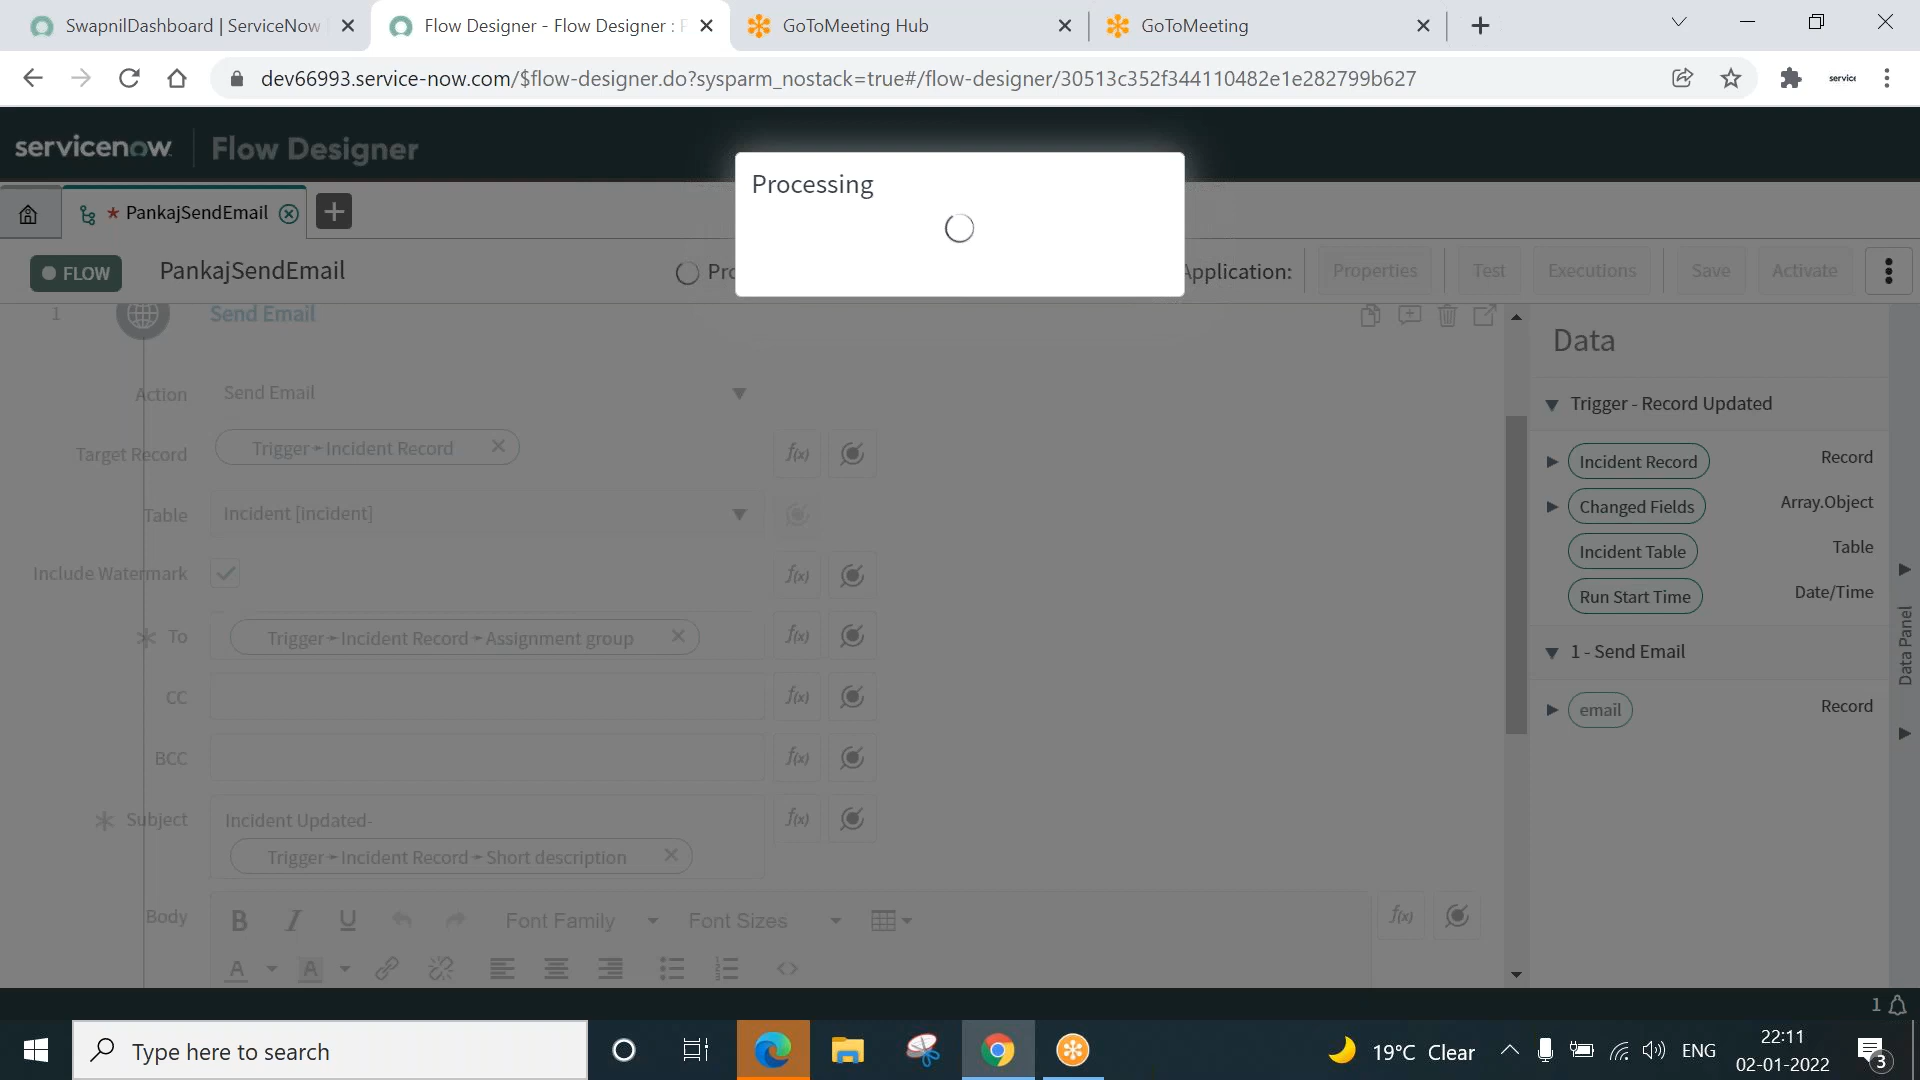 SwapnilDashboard | ServiceNow
Flow Designer - Flow Designer :
GoToMeeting Hub
GoToMeeting
dev66993.service-now.com/$flow-designer.do?sysparm_nostack=true#/flow-designer/30513c352f344110482e1e282799b627
servicenow
Flow Designer
Processing
* PankajSendEmail
FLOW
PankajSendEmail
Application:
Properties
Test
Executions
Save
Activate
1
Send Email
Action
Send Email
Target Record
Trigger➛Incident Record
Table
Incident [incident]
Include Watermark
To
Trigger➛Incident Record➛Assignment group
CC
BCC
Subject
Incident Updated-
Trigger➛Incident Record➛Short description
Body
B I U
Font Family
Font Sizes
A
A
f(x)
f(x)
f(x)
f(x)
f(x)
f(x)
f(x)
Data
Trigger - Record Updated
Incident Record
Record
Changed Fields
Array.Object
Incident Table
Table
Run Start Time
Date/Time
1 - Send Email
email
Record
Data Panel
1
Type here to search
19°C Clear
ENG
22:11
02-01-2022
3